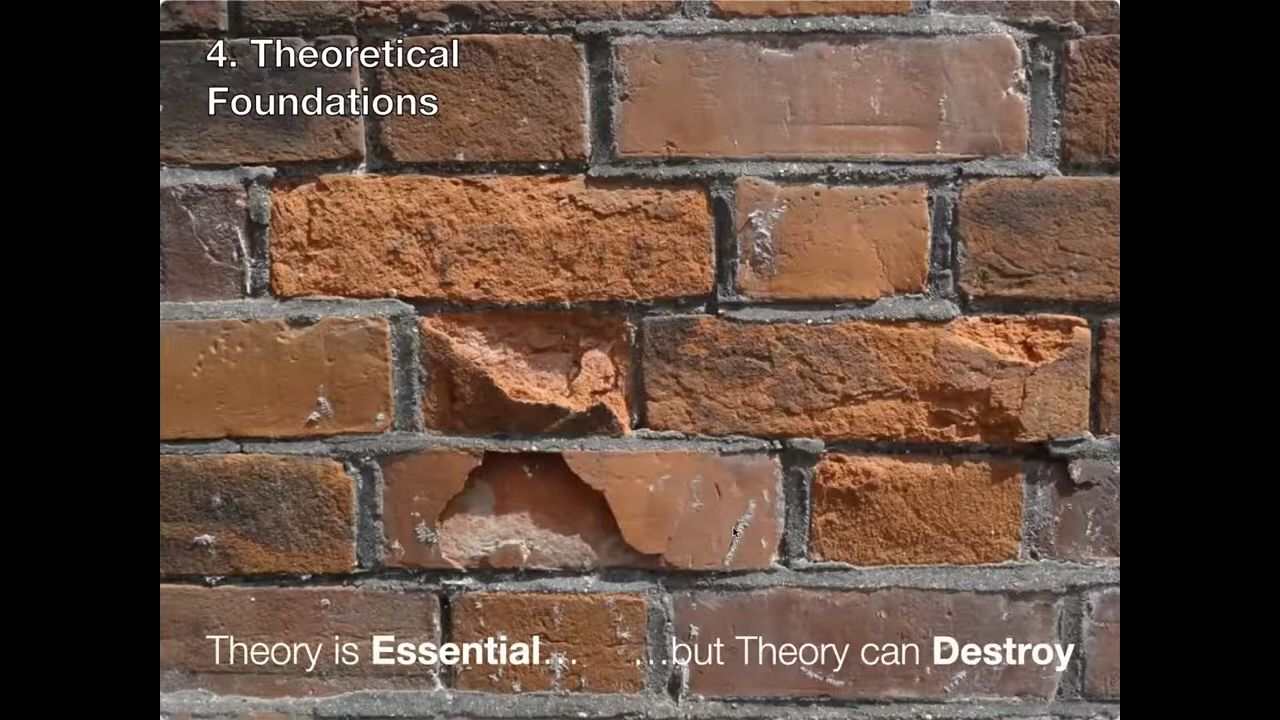 4. Theoretical
Foundations
Theory is Essential… …but Theory can Destroy